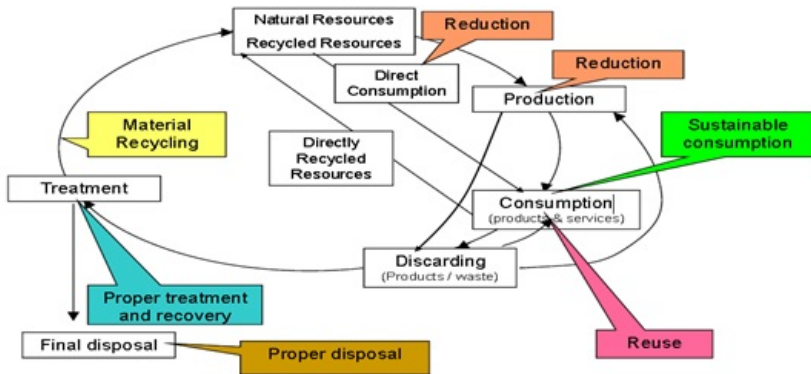 Natural Resources
Recycled Resources
Reduction
Direct
Consumption
Reduction
Production
Material
Recycling
Directly
Recycled
Resources
Sustainable
consumption
Treatment
Consumption
(products & services)
Discarding
(Products / waste)
Proper treatment
and recovery
Reuse
Final disposal
Proper disposal